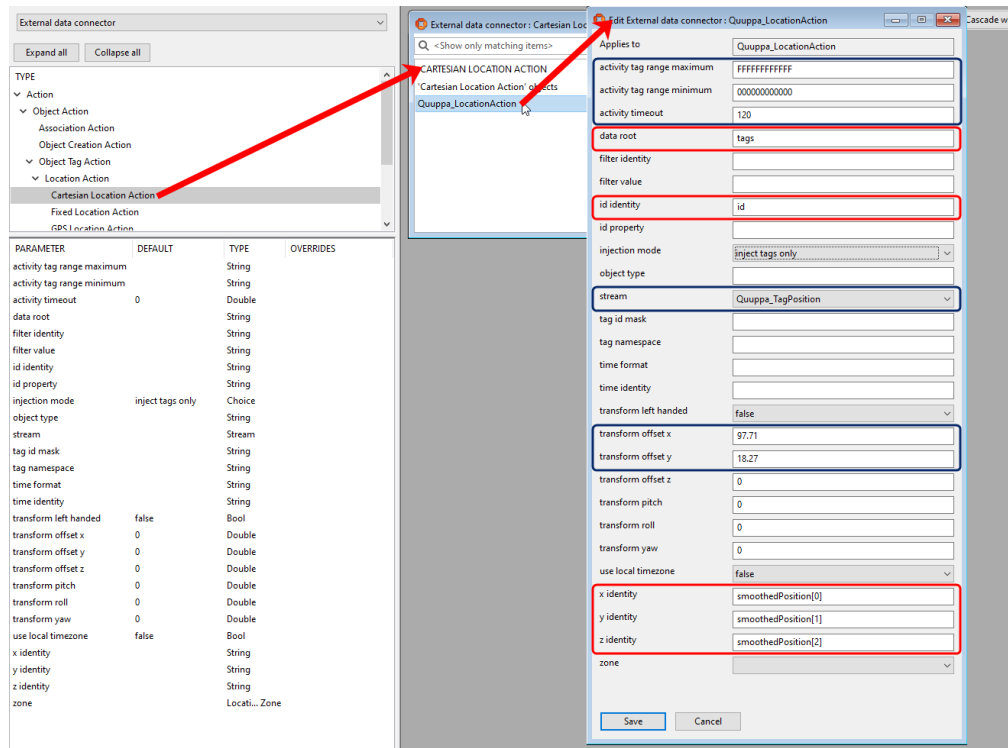 External data connector
Expand all
Collapse all
TYPE
Action
Object Action
Association Action
Object Creation Action
Object Tag Action
Location Action
Cartesian Location Action
Fixed Location Action
GPS Location Action
PARAMETER DEFAULT TYPE OVERRIDES
activity tag range maximum String
activity tag range minimum String
activity timeout 0 Double
data root String
filter identity String
filter value String
id identity String
id property String
injection mode inject tags only Choice
object type String
stream Stream
tag id mask String
tag namespace String
time format String
time identity String
transform left handed false Bool
transform offset x 0 Double
transform offset y 0 Double
transform offset z 0 Double
transform pitch 0 Double
transform roll 0 Double
transform yaw 0 Double
use local timezone false Bool
x identity String
y identity String
z identity String
zone Locati... Zone
External data connector : Cartesian Loc
<Show only matching items>
CARTESIAN LOCATION ACTION
'Cartesian Location Action' objects
Quuppa_LocationAction
Edit External data connector : Quuppa_LocationAction
Cascade w
Applies to Quuppa_LocationAction
activity tag range maximum FFFFFFFFFFFF
activity tag range minimum 000000000000
activity timeout 120
data root tags
filter identity
filter value
id identity id
id property
injection mode inject tags only
object type
stream Quuppa_TagPosition
tag id mask
tag namespace
time format
time identity
transform left handed false
transform offset x 97.71
transform offset y 18.27
transform offset z 0
transform pitch 0
transform roll 0
transform yaw 0
use local timezone false
x identity smoothedPosition[0]
y identity smoothedPosition[1]
z identity smoothedPosition[2]
zone
Save
Cancel